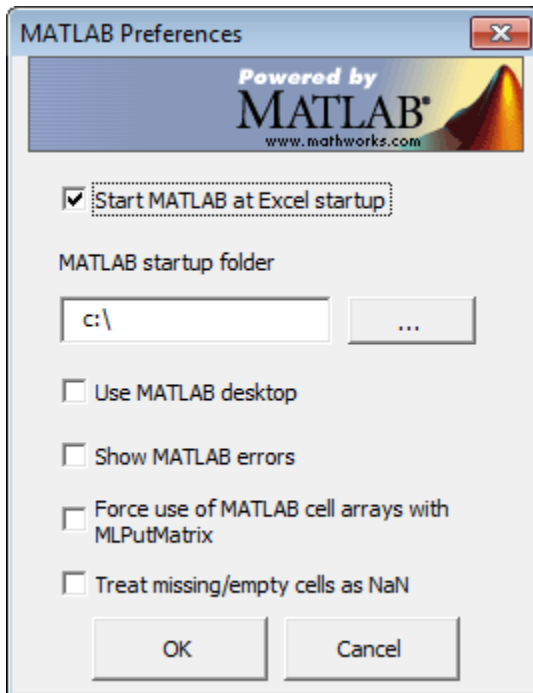 MATLAB Preferences
Powered by
MATLAB®
www.mathworks.com
Start MATLAB at Excel startup
MATLAB startup folder
c:\
...
Use MATLAB desktop
Show MATLAB errors
Force use of MATLAB cell arrays with
MLPutMatrix
Treat missing/empty cells as NaN
OK Cancel